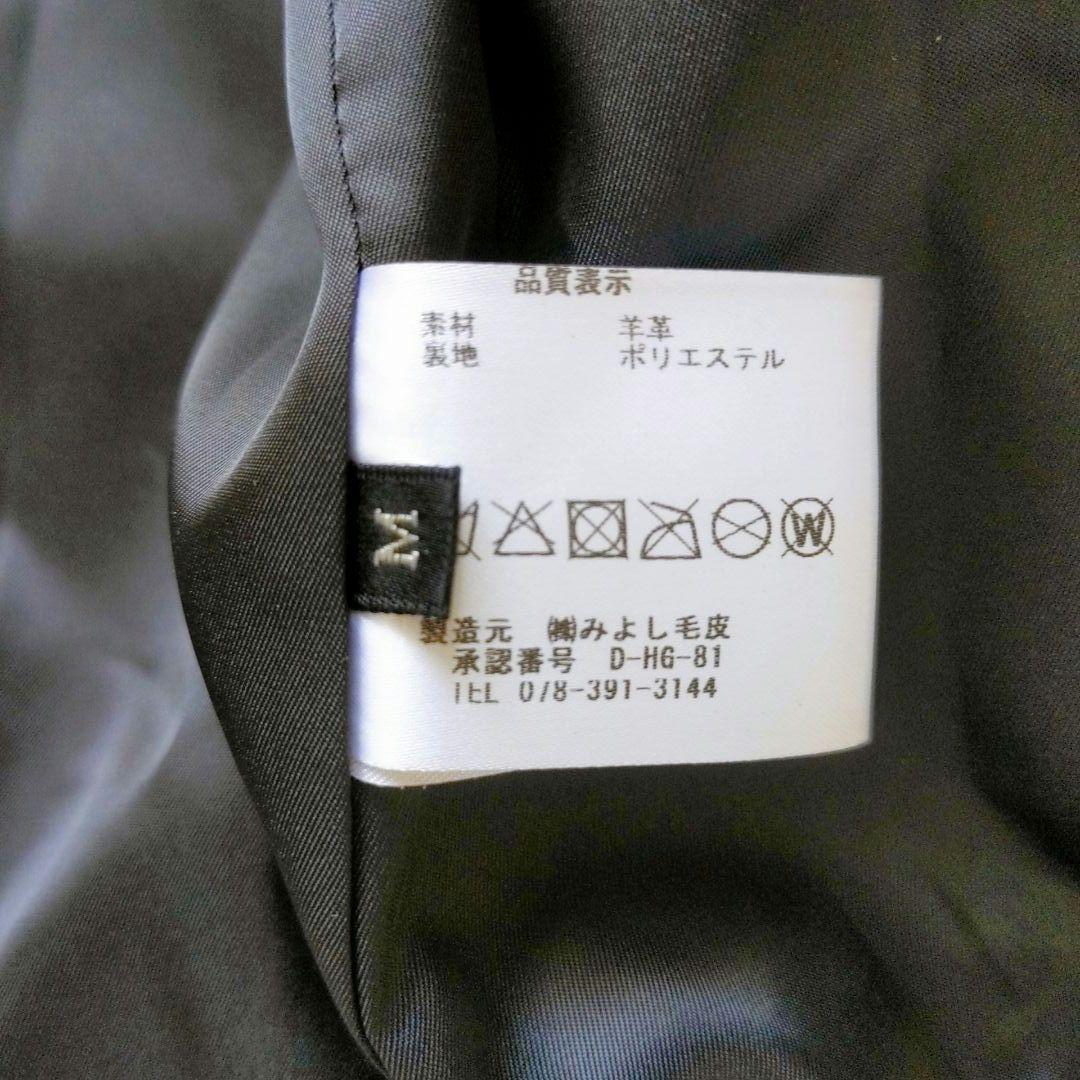 品質表示
素材 羊革
裏地 ポリエステル
M
W
製造元 ㈱みよし毛皮
承認番号 D-HG-81
TEL 078-391-3144